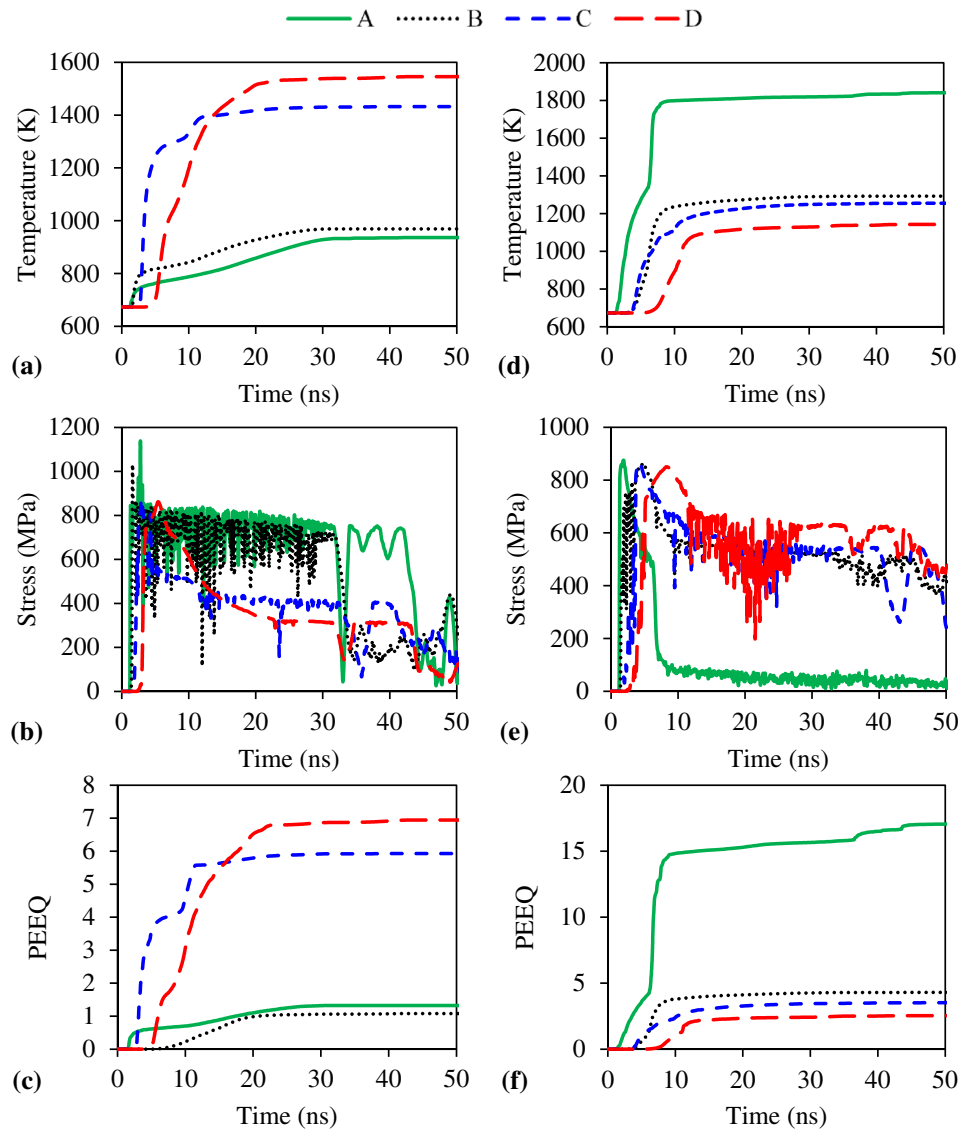 A B C D
1600
1400
1200
1000
800
600
Temperature (K)
0 10 20 30 40 50
(a)
Time (ns)
2000
1800
1600
1400
1200
1000
800
600
Temperature (K)
0 10 20 30 40 50
(d)
Time (ns)
1200
1000
800
600
400
200
0
Stress (MPa)
0 10 20 30 40 50
(b)
Time (ns)
1000
800
600
400
200
0
Stress (MPa)
0 10 20 30 40 50
(e)
Time (ns)
8
7
6
5
4
3
2
1
0
PEEQ
0 10 20 30 40 50
(c)
Time (ns)
20
15
10
5
0
PEEQ
0 10 20 30 40 50
(f)
Time (ns)